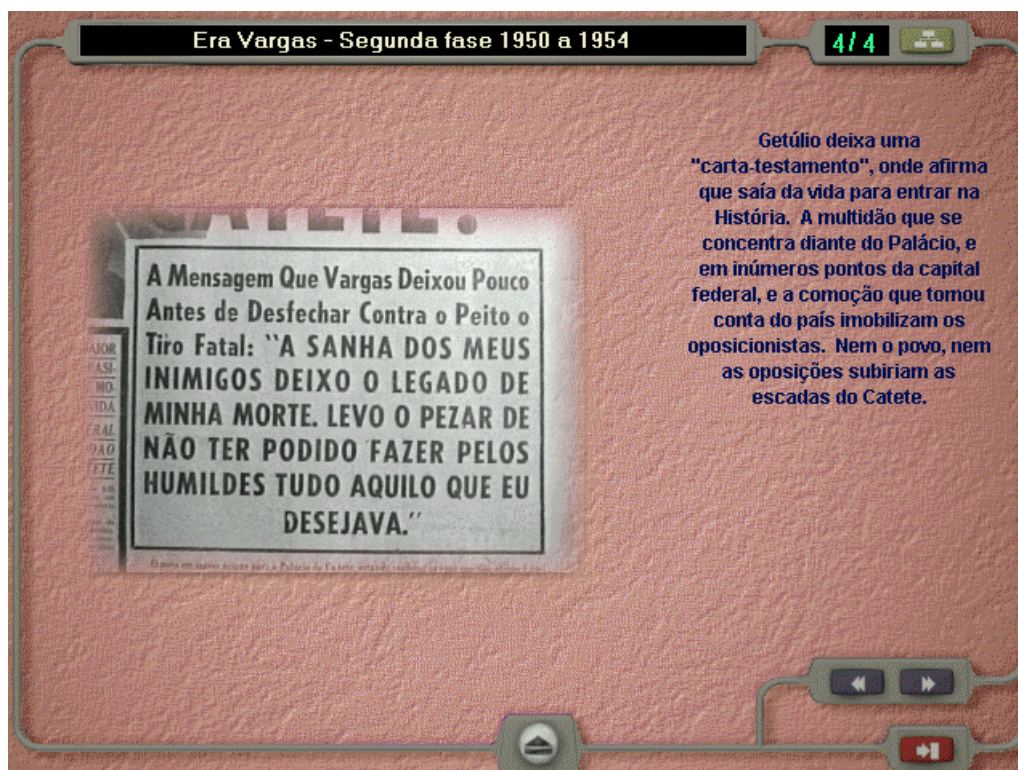 Era Vargas - Segunda fase 1950 a 1954
4/4
Getúlio deixa uma
"carta-testamento", onde afirma
que saía da vida para entrar na
História. A multidão que se
concentra diante do Palácio, e
em inúmeros pontos da capital
federal, e a comoção que tomou
conta do país imobilizam os
oposicionistas. Nem o povo, nem
as oposições subiriam as
escadas do Catete.
CATETE!
A Mensagem Que Vargas Deixou Pouco
Antes de Desfechar Contra o Peito o
Tiro Fatal: "A SANHA DOS MEUS
INIMIGOS DEIXO O LEGADO DE
MINHA MORTE. LEVO O PEZAR DE
NÃO TER PODIDO FAZER PELOS
HUMILDES TUDO AQUILO QUE EU
DESEJAVA."